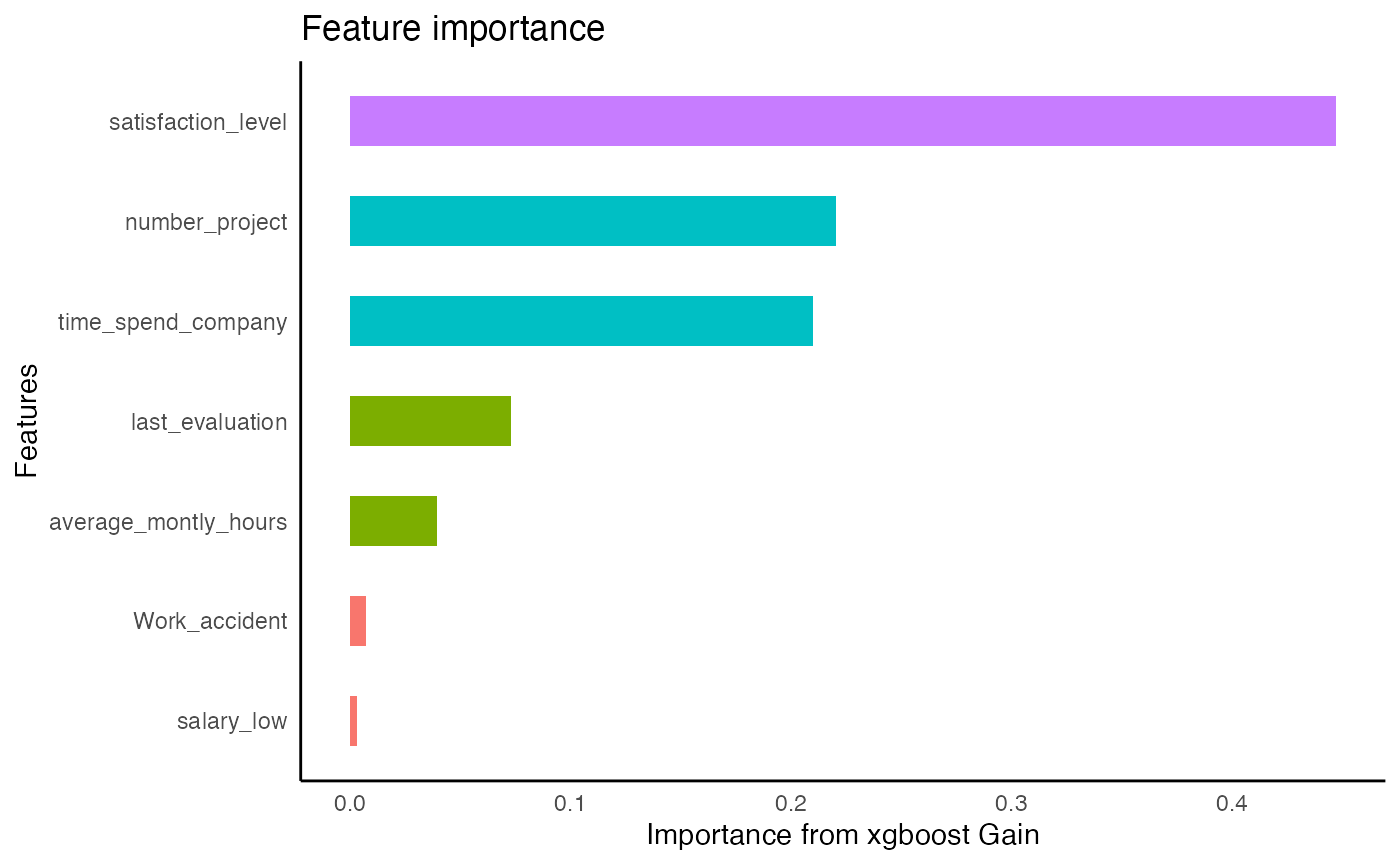 Feature importance
satisfaction_level
number_project
time_spend_company
last_evaluation
average_montly_hours
Work_accident
salary_low
Features
0.0 0.1 0.2 0.3 0.4
Importance from xgboost Gain